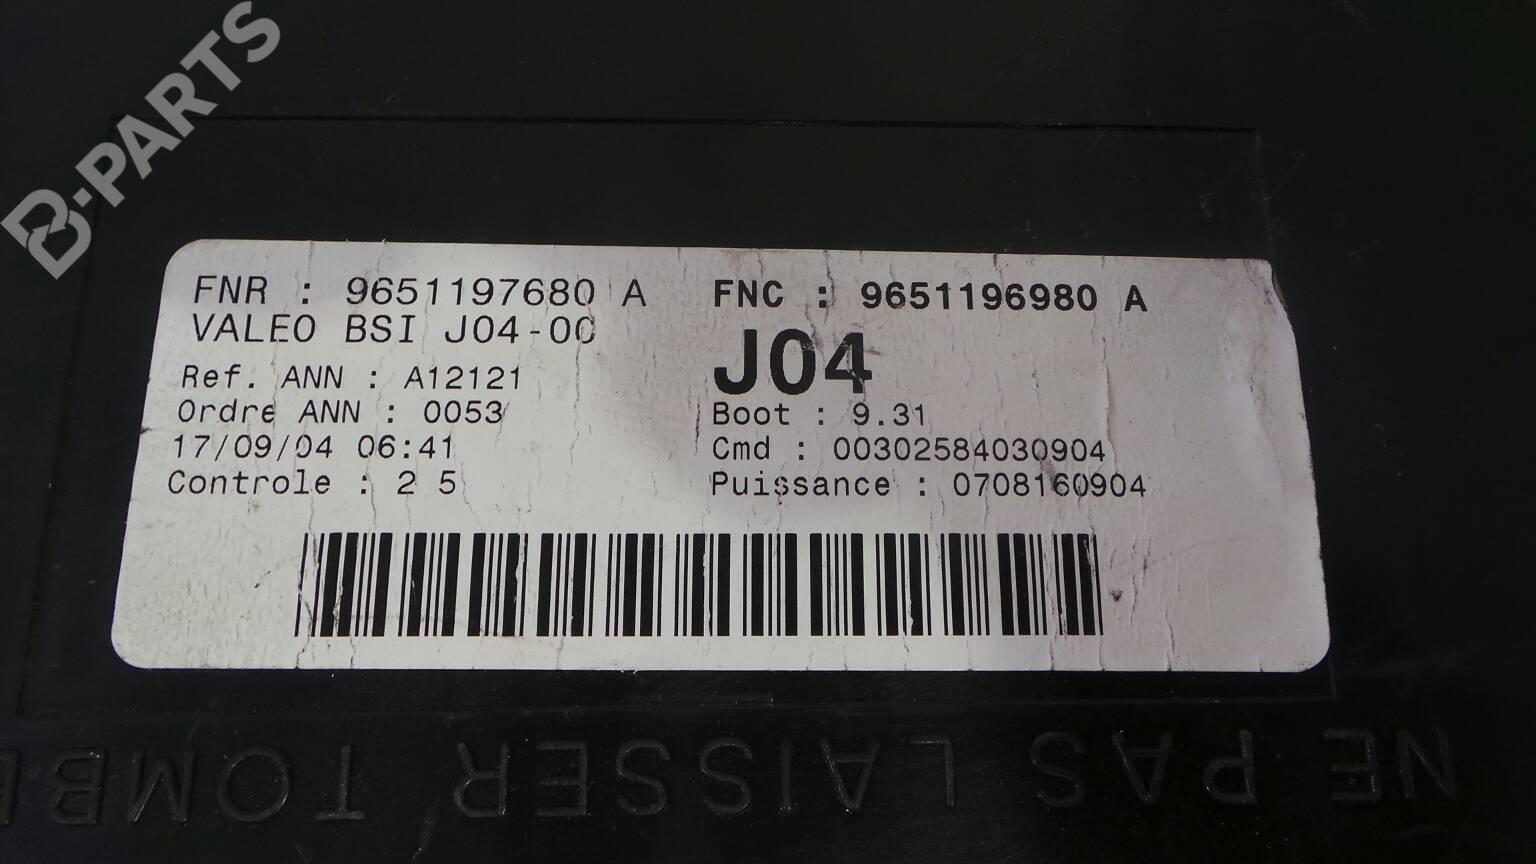 B-PARTS
FNR : 9651197680 A
VALEO BSI J04-00
Ref. ANN : A12121
Ordre ANN : 0053
17/09/04 06:41
Controle : 2 5
FNC : 9651196980 A
J04
Boot : 9.31
Cmd : 00302584030904
Puissance : 0708160904
NE PAS LAISSER TOMBE